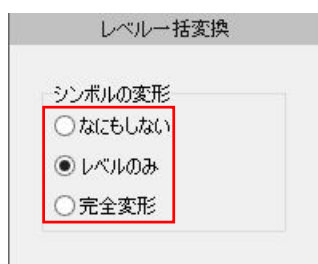 レベル一括変換
シンボルの変形
なにもしない
レベルのみ
完全変形